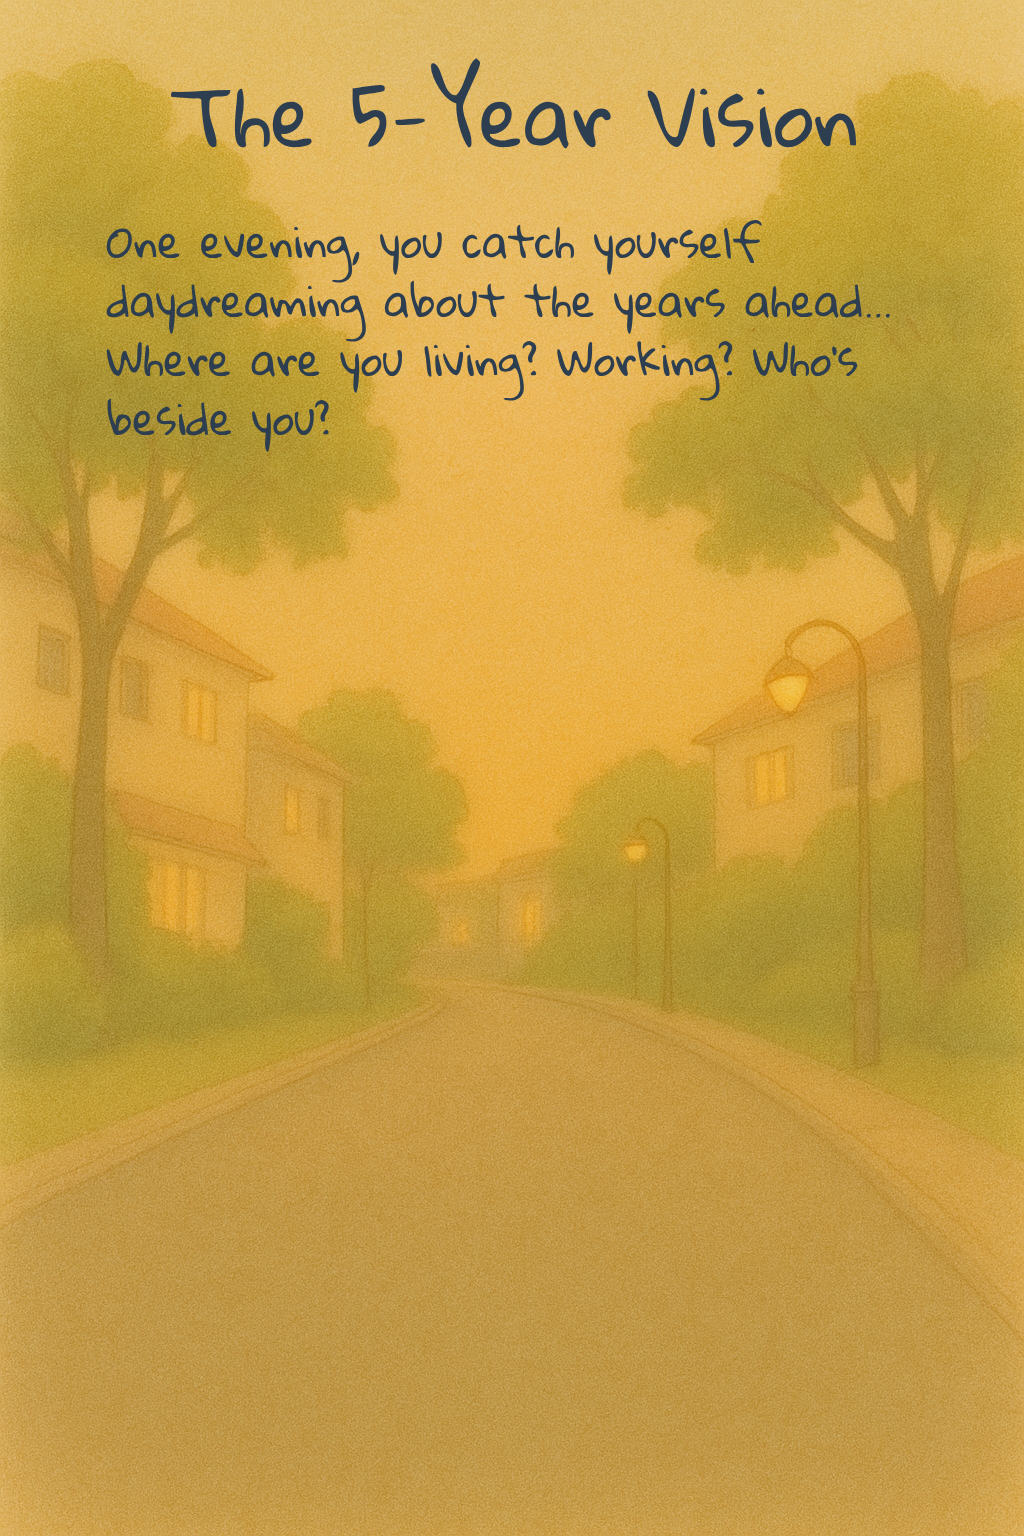 The 5-Year Vision
One evening, you catch yourself
daydreaming about the years ahead...
Where are you living? Working? Who's
beside you?